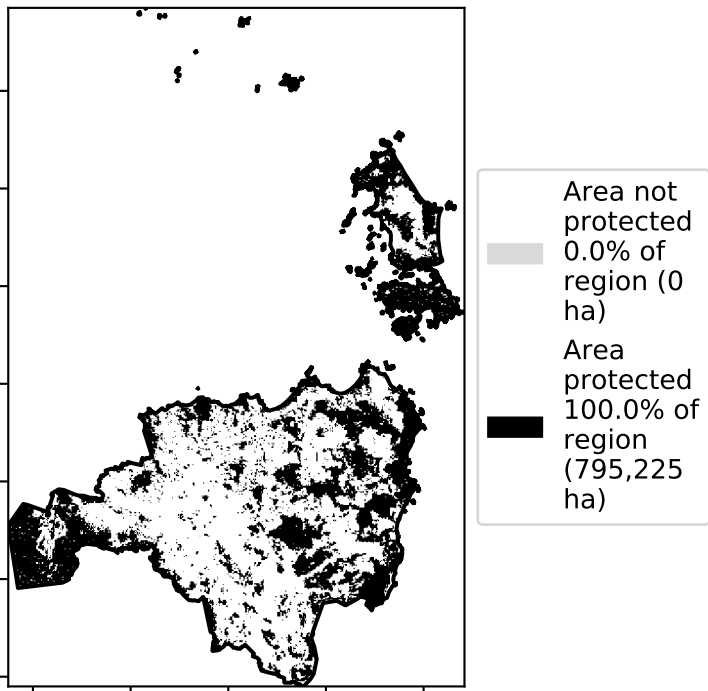 Area not
protected
0.0% of
region (0
ha)
Area
protected
100.0% of
region
(795,225
ha)